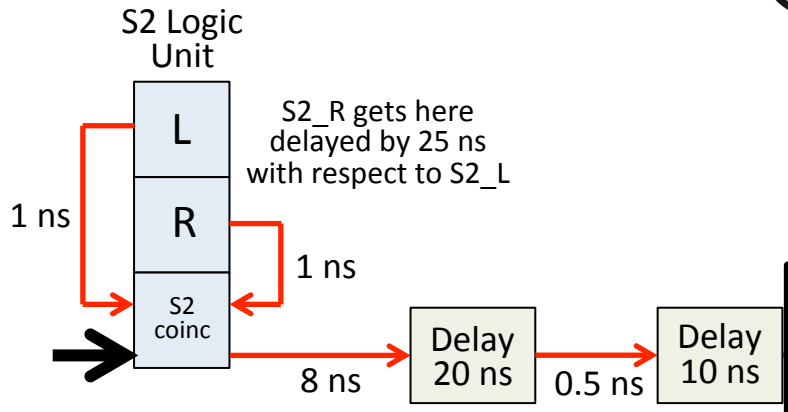 S2 Logic
Unit
L
S2_R gets here
delayed by 25 ns
with respect to S2_L
R
1 ns
1 ns
S2
coinc
8 ns
Delay
20 ns
0.5 ns
Delay
10 ns